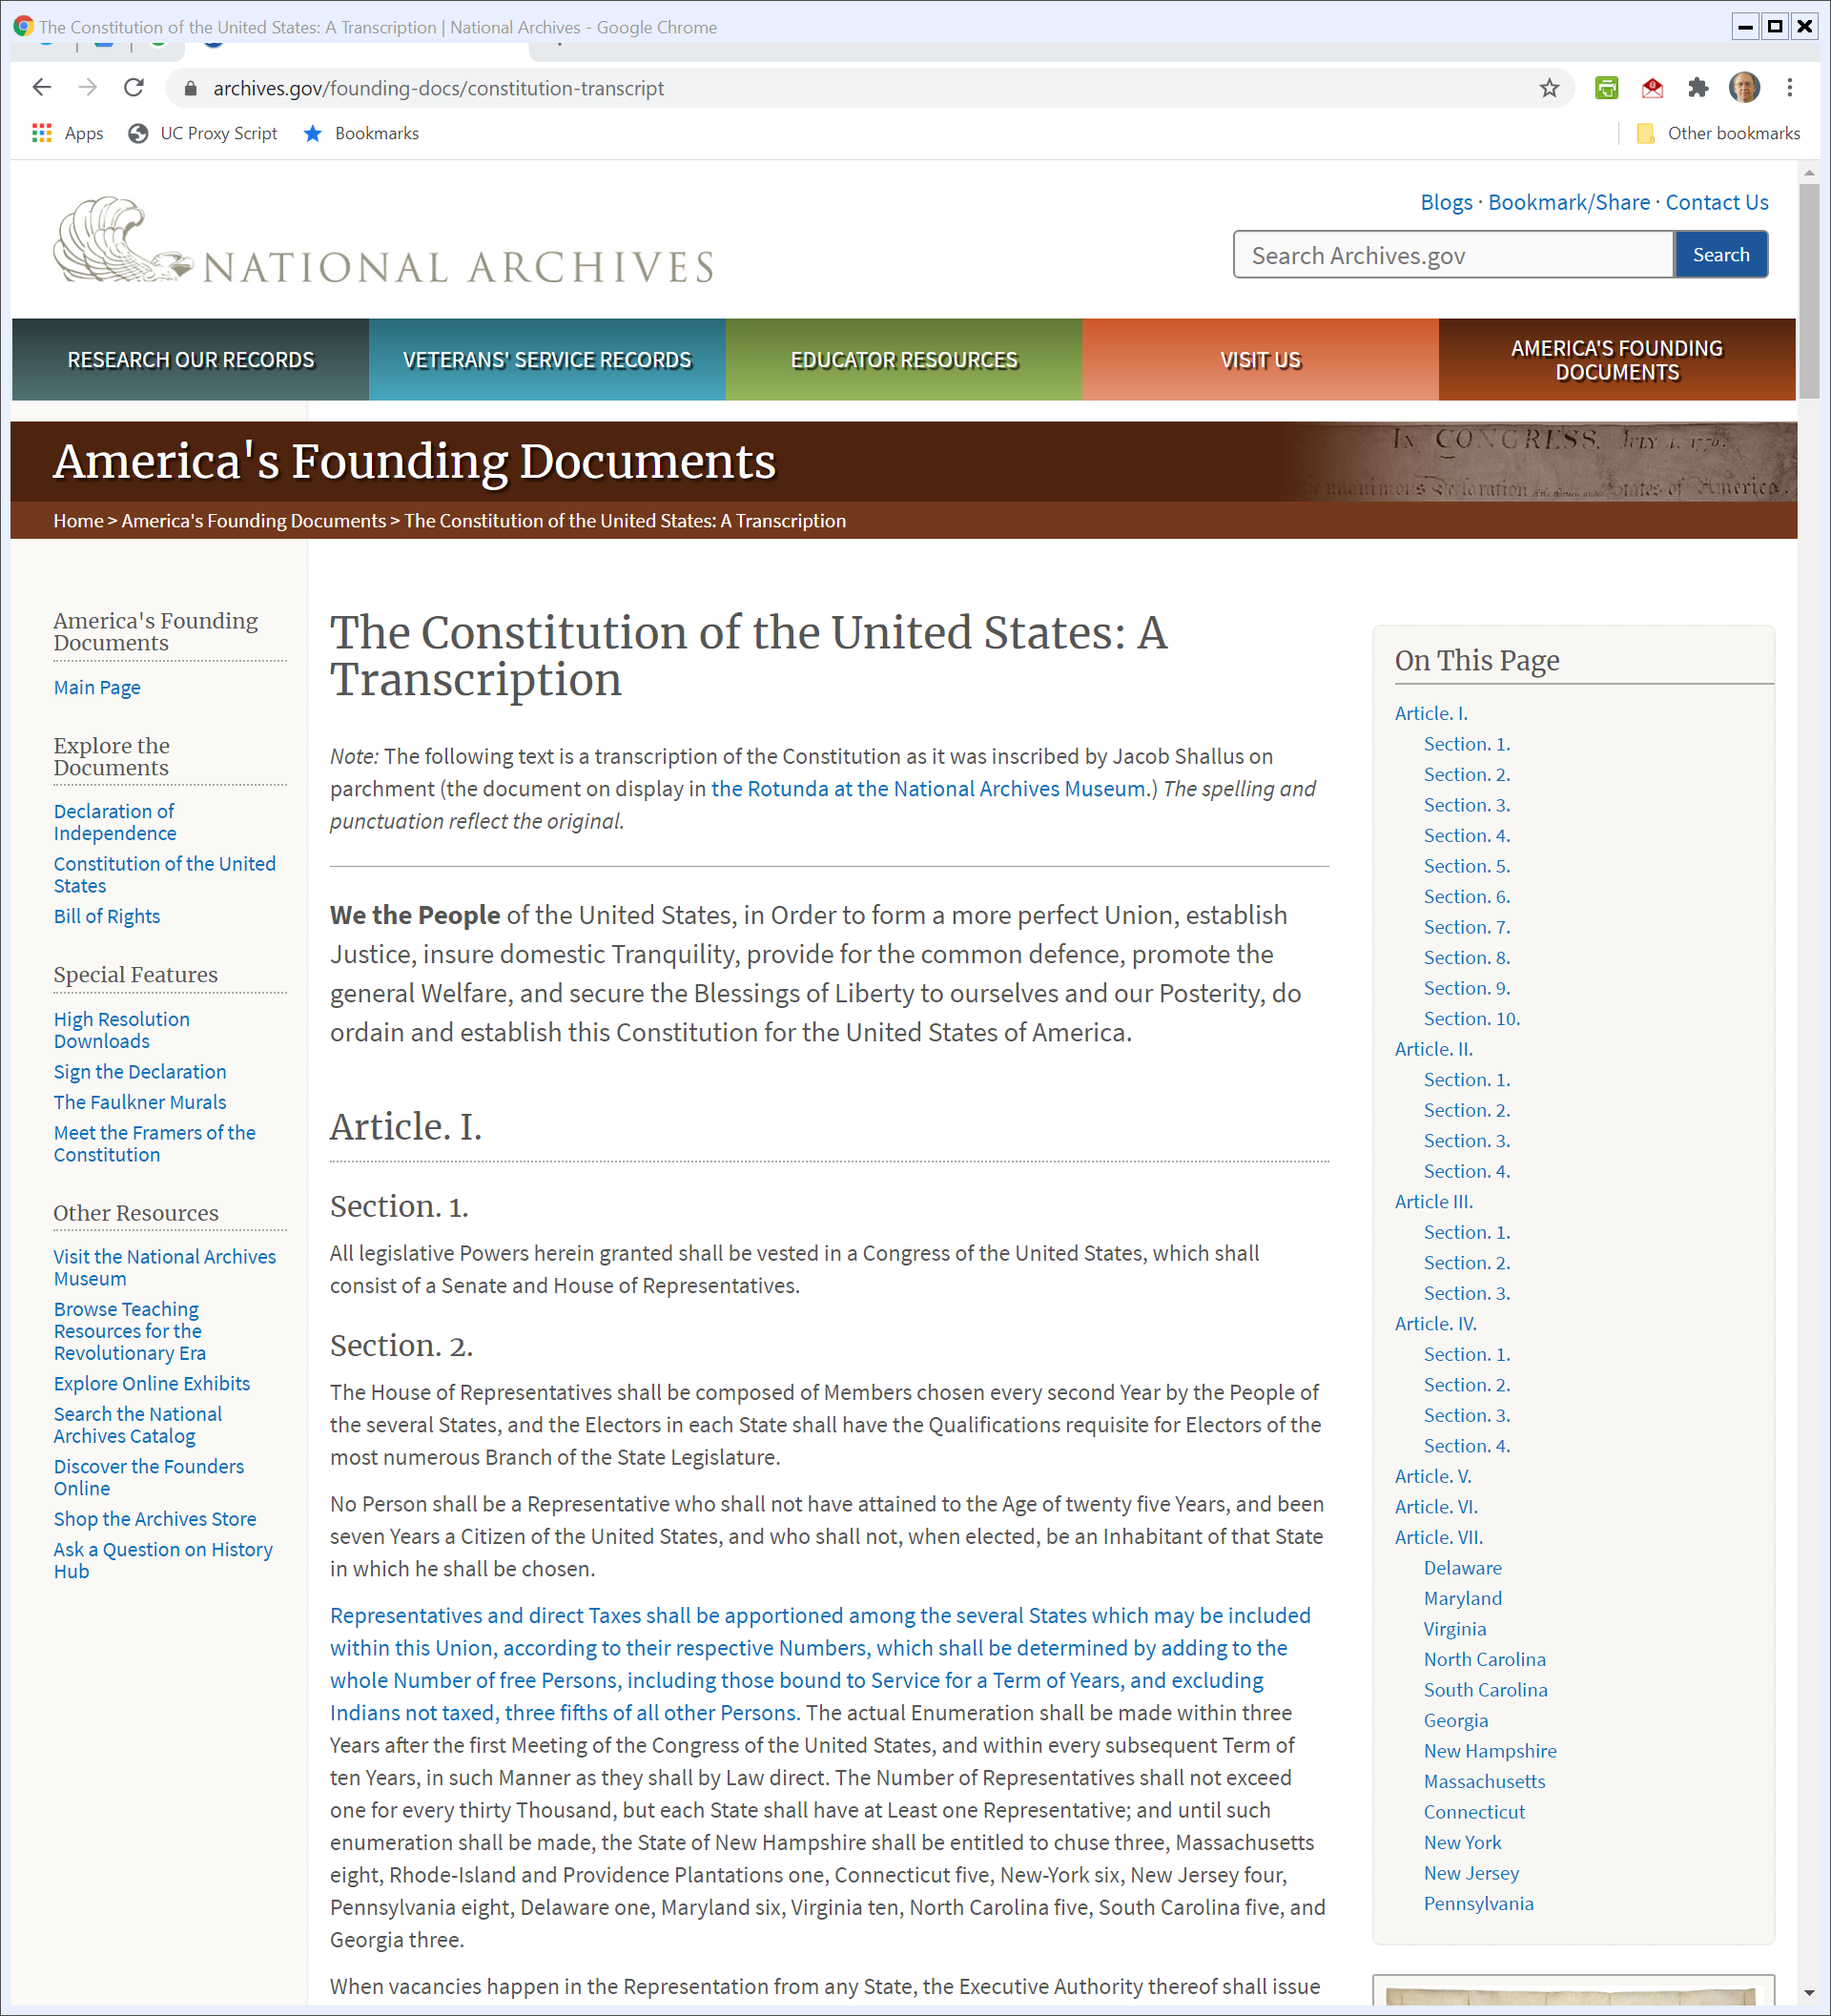 The Constitution of the United States: A Transcription | National Archives - Google Chrome
archives.gov/founding-docs/constitution-transcript
Apps
UC Proxy Script
Bookmarks
Other bookmarks
NATIONAL ARCHIVES
Blogs · Bookmark/Share · Contact Us
Search Archives.gov
Search
RESEARCH OUR RECORDS
VETERANS' SERVICE RECORDS
EDUCATOR RESOURCES
VISIT US
AMERICA'S FOUNDING
DOCUMENTS
America's Founding Documents
IN CONGRESS. JULY 4, 1776.
unanimous Declaration of the thirteen united States of America,
Home > America's Founding Documents > The Constitution of the United States: A Transcription
America's Founding
Documents
Main Page
Explore the
Documents
Declaration of
Independence
Constitution of the United
States
Bill of Rights
Special Features
High Resolution
Downloads
Sign the Declaration
The Faulkner Murals
Meet the Framers of the
Constitution
Other Resources
Visit the National Archives
Museum
Browse Teaching
Resources for the
Revolutionary Era
Explore Online Exhibits
Search the National
Archives Catalog
Discover the Founders
Online
Shop the Archives Store
Ask a Question on History
Hub
The Constitution of the United States: A
Transcription
Note: The following text is a transcription of the Constitution as it was inscribed by Jacob Shallus on
parchment (the document on display in the Rotunda at the National Archives Museum.) The spelling and
punctuation reflect the original.
We the People of the United States, in Order to form a more perfect Union, establish
Justice, insure domestic Tranquility, provide for the common defence, promote the
general Welfare, and secure the Blessings of Liberty to ourselves and our Posterity, do
ordain and establish this Constitution for the United States of America.
Article. I.
Section. 1.
All legislative Powers herein granted shall be vested in a Congress of the United States, which shall
consist of a Senate and House of Representatives.
Section. 2.
The House of Representatives shall be composed of Members chosen every second Year by the People of
the several States, and the Electors in each State shall have the Qualifications requisite for Electors of the
most numerous Branch of the State Legislature.
No Person shall be a Representative who shall not have attained to the Age of twenty five Years, and been
seven Years a Citizen of the United States, and who shall not, when elected, be an Inhabitant of that State
in which he shall be chosen.
Representatives and direct Taxes shall be apportioned among the several States which may be included
within this Union, according to their respective Numbers, which shall be determined by adding to the
whole Number of free Persons, including those bound to Service for a Term of Years, and excluding
Indians not taxed, three fifths of all other Persons. The actual Enumeration shall be made within three
Years after the first Meeting of the Congress of the United States, and within every subsequent Term of
ten Years, in such Manner as they shall by Law direct. The Number of Representatives shall not exceed
one for every thirty Thousand, but each State shall have at Least one Representative; and until such
enumeration shall be made, the State of New Hampshire shall be entitled to chuse three, Massachusetts
eight, Rhode-Island and Providence Plantations one, Connecticut five, New-York six, New Jersey four,
Pennsylvania eight, Delaware one, Maryland six, Virginia ten, North Carolina five, South Carolina five, and
Georgia three.
When vacancies happen in the Representation from any State, the Executive Authority thereof shall issue
On This Page
Article. I.
Section. 1.
Section. 2.
Section. 3.
Section. 4.
Section. 5.
Section. 6.
Section. 7.
Section. 8.
Section. 9.
Section. 10.
Article. II.
Section. 1.
Section. 2.
Section. 3.
Section. 4.
Article III.
Section. 1.
Section. 2.
Section. 3.
Article. IV.
Section. 1.
Section. 2.
Section. 3.
Section. 4.
Article. V.
Article. VI.
Article. VII.
Delaware
Maryland
Virginia
North Carolina
South Carolina
Georgia
New Hampshire
Massachusetts
Connecticut
New York
New Jersey
Pennsylvania